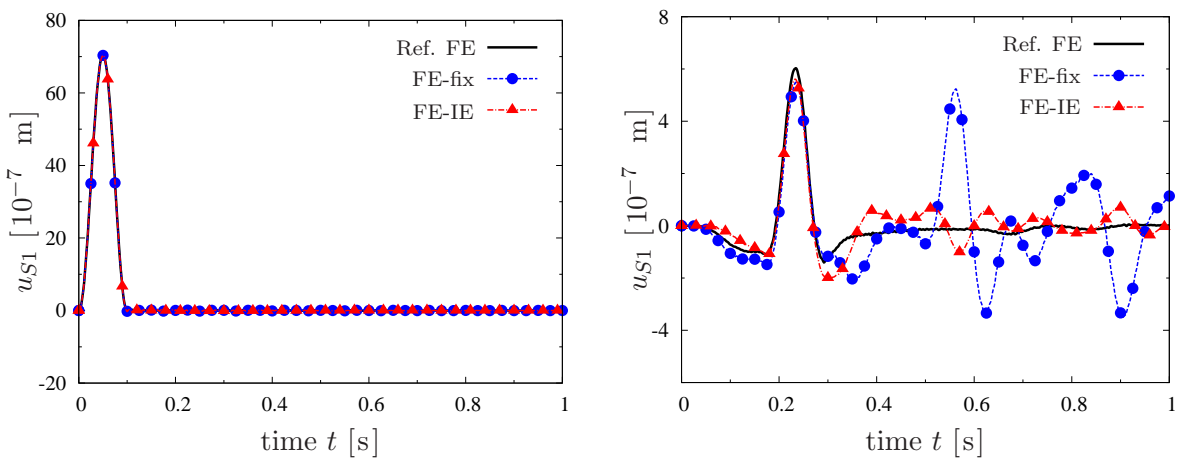 80
60
40
20
0
-20
0
0.2
0.4
0.6
0.8
1
u_{S1} [10^{-7} m]
time t [s]
Ref. FE
FE-fix
FE-IE
8
4
0
-4
0
0.2
0.4
0.6
0.8
1
u_{S1} [10^{-7} m]
time t [s]
Ref. FE
FE-fix
FE-IE